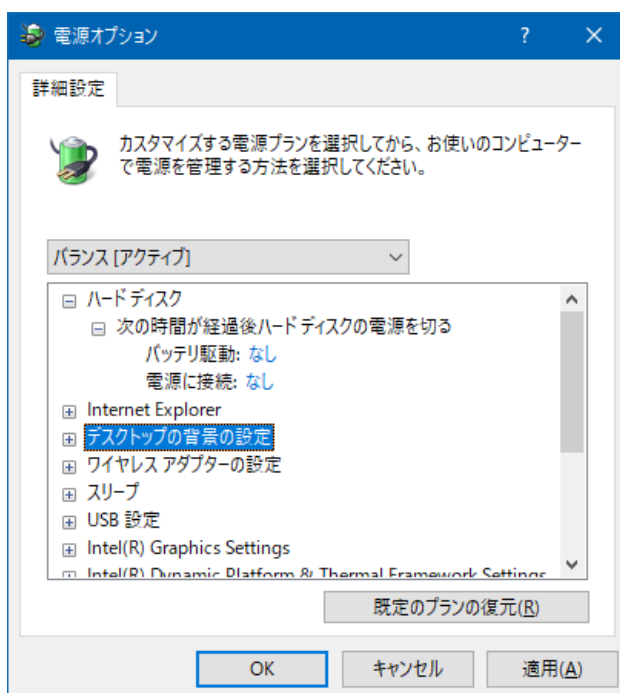 電源オプション
詳細設定
カスタマイズする電源プランを選択してから、お使いのコンピューター
で電源を管理する方法を選択してください。
バランス [アクティブ]
ハード ディスク
次の時間が経過後ハード ディスクの電源を切る
バッテリ駆動: なし
電源に接続: なし
Internet Explorer
デスクトップの背景の設定
ワイヤレス アダプターの設定
スリープ
USB 設定
Intel(R) Graphics Settings
Intel(R) Dynamic Platform & Thermal Framework Settings
既定のプランの復元(R)
OK キャンセル 適用(A)